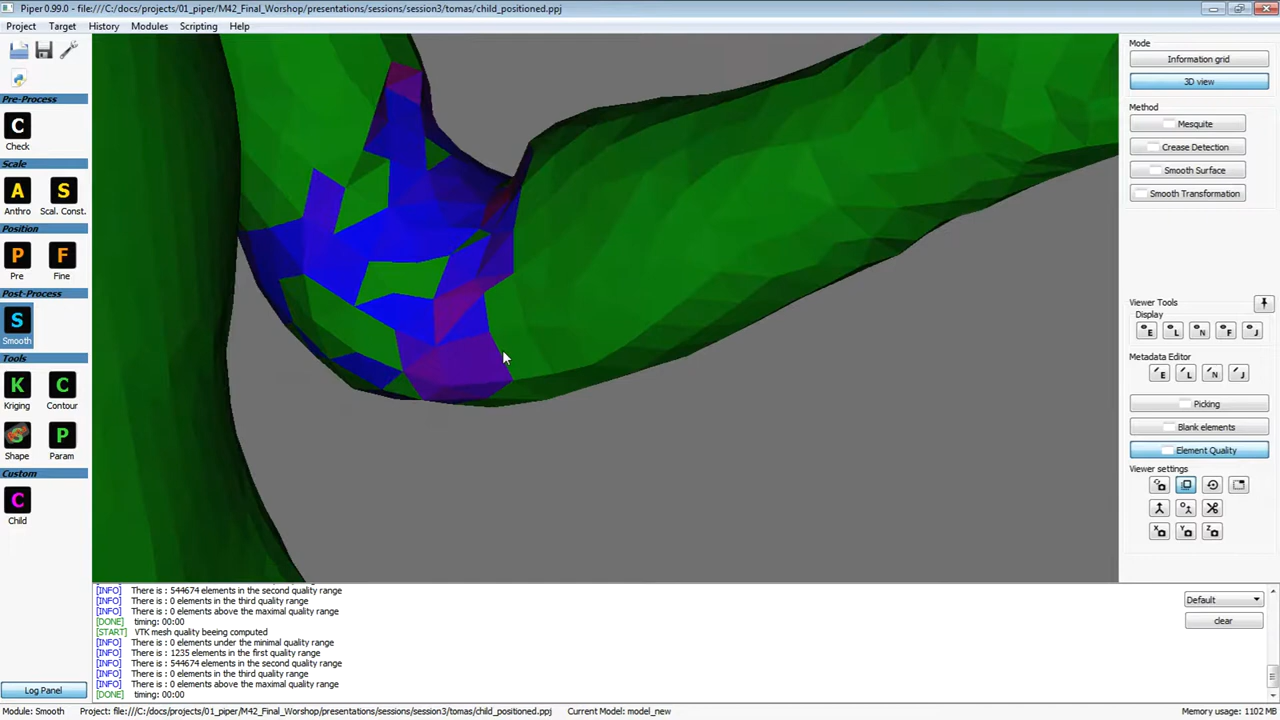 Piper 0.99.0 - file:///C:/docs/projects/01_piper/M42_Final_Worshop/presentations/sessions/session3/tomas/child_positioned.ppj
Project Target History Modules Scripting Help
Pre-Process
C
Check
Scale
A S
Anthro Scal. Const.
Position
P F
Pre Fine
Post-Process
S
Smooth
Tools
K C
Kriging Contour
S P
Shape Param
Custom
C
Child
Log Panel
Mode
Information grid
3D view
Method
Mesquite
Crease Detection
Smooth Surface
Smooth Transformation
Viewer Tools
Display
E L N F J
Metadata Editor
E L N J
Picking
Blank elements
Element Quality
Viewer settings
X Y Z
[INFO] There is : 544674 elements in the second quality range
[INFO] There is : 0 elements in the third quality range
[INFO] There is : 0 elements above the maximal quality range
[DONE] timing: 00:00
[START] VTK mesh quality beeing computed
[INFO] There is : 0 elements under the minimal quality range
[INFO] There is : 1235 elements in the first quality range
[INFO] There is : 544674 elements in the second quality range
[INFO] There is : 0 elements in the third quality range
[INFO] There is : 0 elements above the maximal quality range
[DONE] timing: 00:00
Default
clear
Module: Smooth Project: file:///C:/docs/projects/01_piper/M42_Final_Worshop/presentations/sessions/session3/tomas/child_positioned.ppj Current Model: model_new Memory usage: 1102 MB